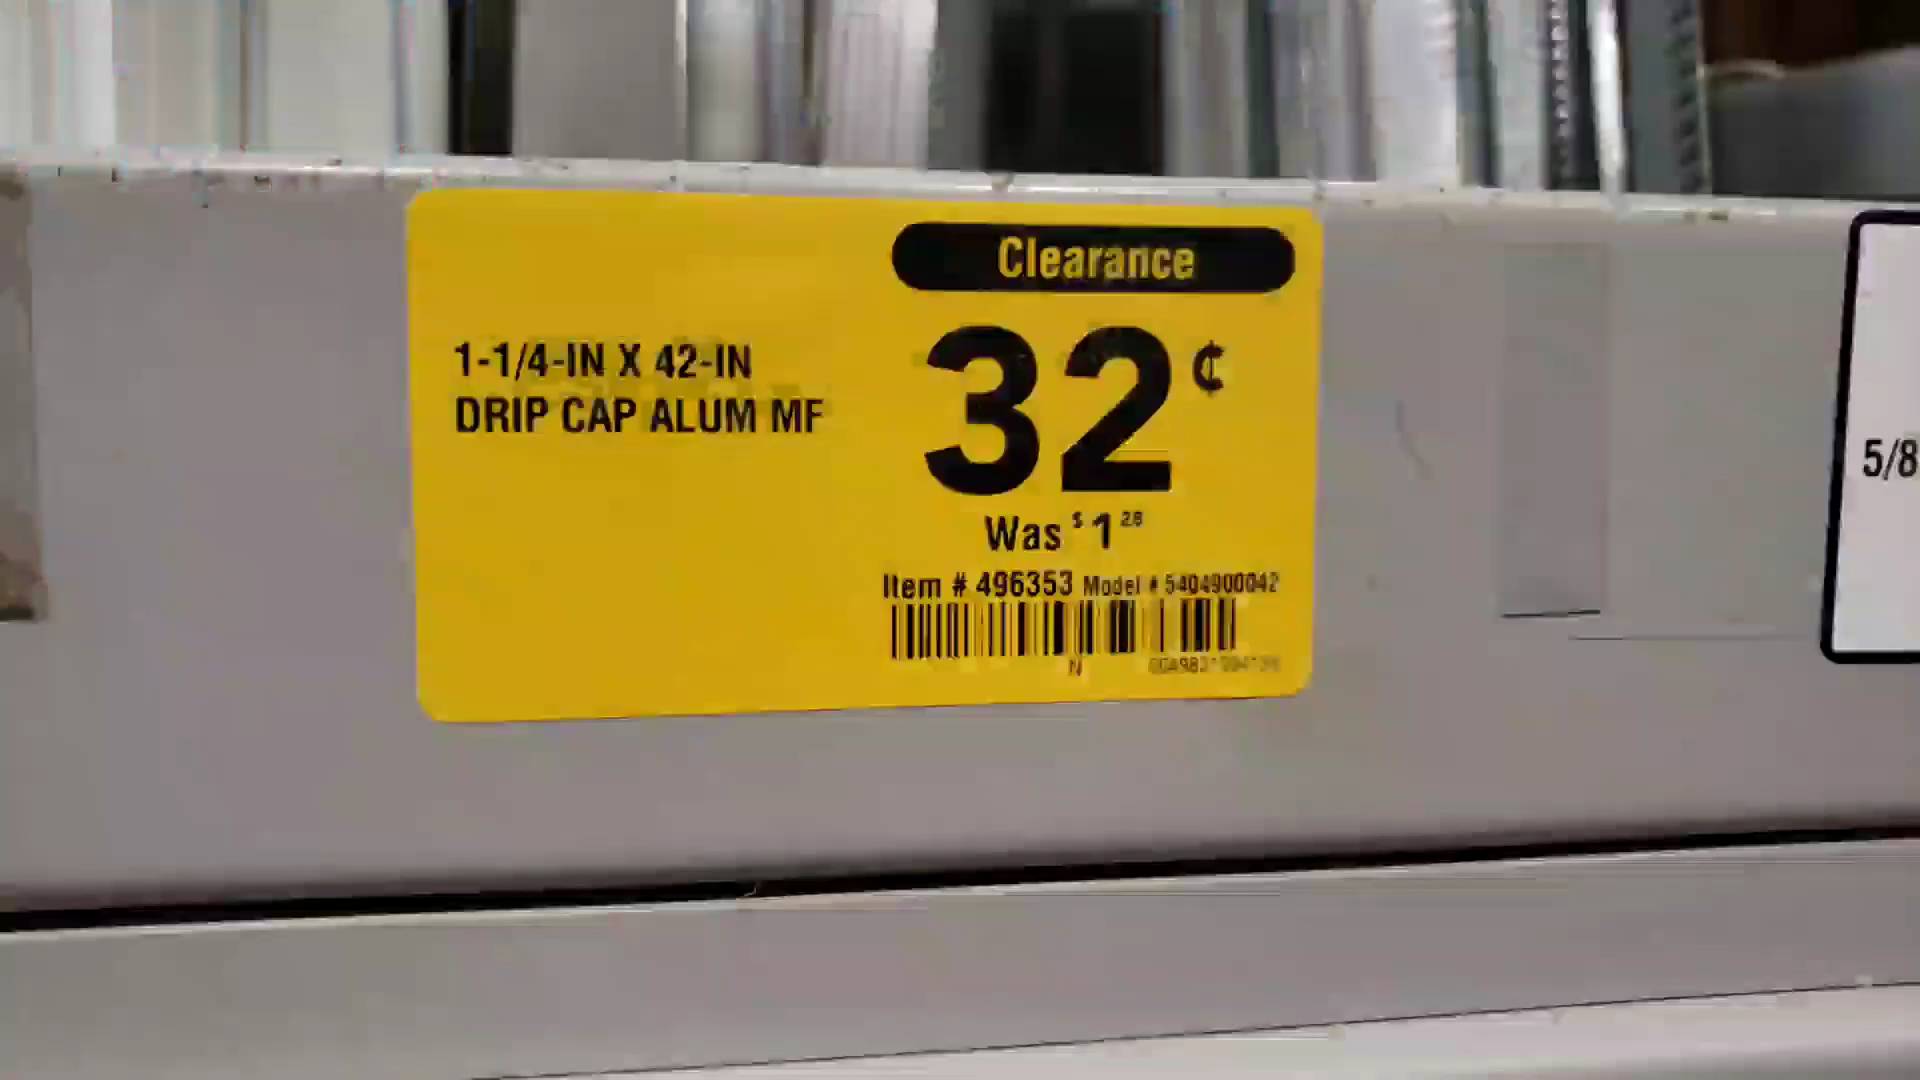 Clearance
1-1/4-IN X 42-IN
DRIP CAP ALUM MF
32¢
Was $1 28
Item # 496353 Model # 5404900042
N
5/8